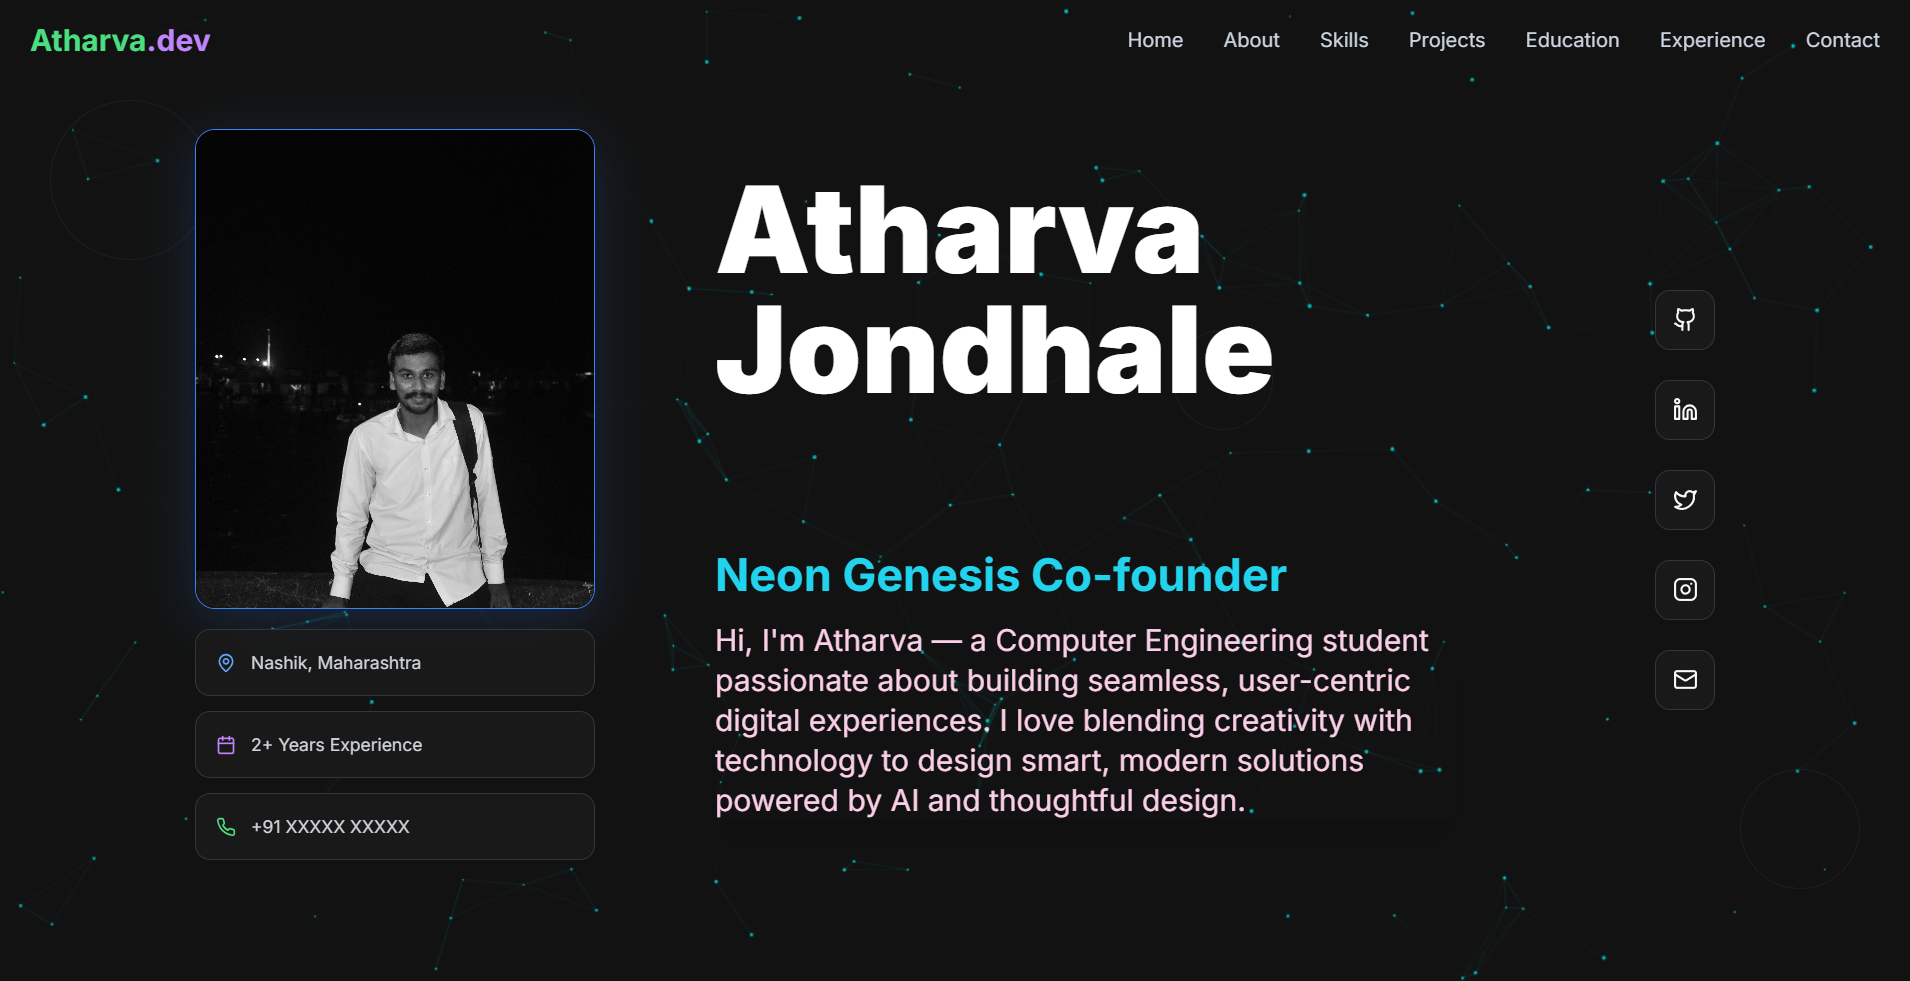 Atharva.dev
Home About Skills Projects Education Experience Contact
Atharva
Jondhale
Neon Genesis Co-founder
Hi, I'm Atharva — a Computer Engineering student
passionate about building seamless, user-centric
digital experiences. I love blending creativity with
technology to design smart, modern solutions
powered by AI and thoughtful design.
Nashik, Maharashtra
2+ Years Experience
+91 XXXXX XXXXX